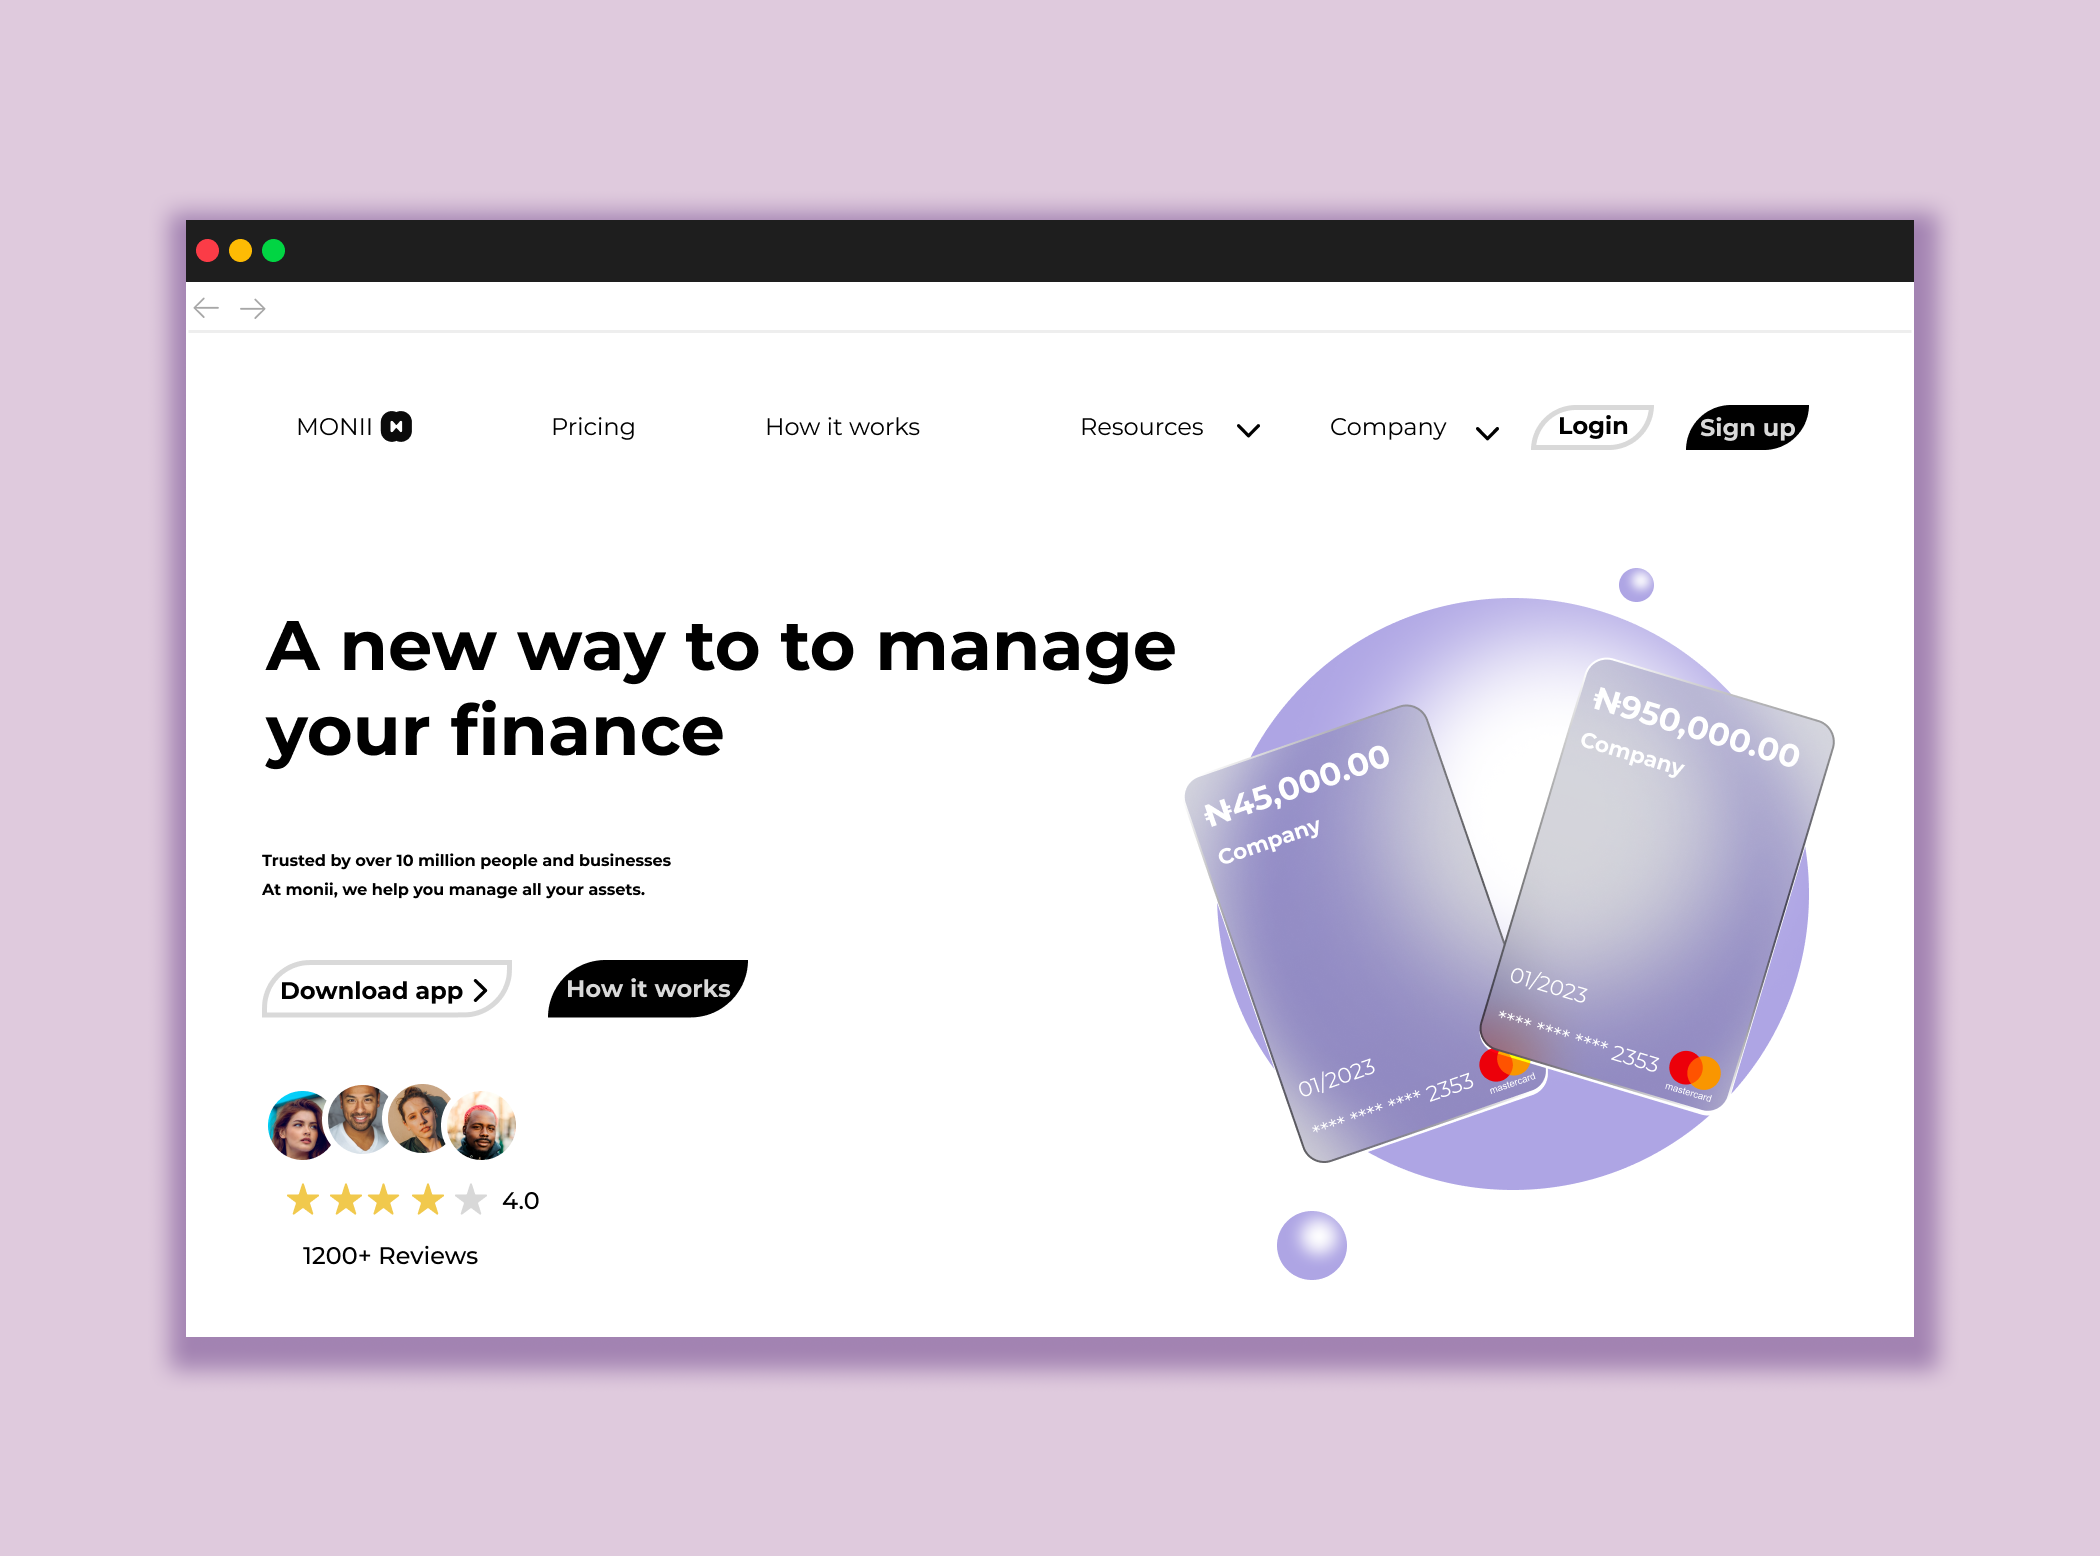 MONII
Pricing
How it works
Resources
Company
Login
Sign up
A new way to to manage
your finance
Trusted by over 10 million people and businesses
At monii, we help you manage all your assets.
Download app
How it works
4.0
1200+ Reviews
₦45,000.00
Company
01/2023
**** **** **** 2353
mastercard
₦950,000.00
Company
01/2023
**** **** **** 2353
mastercard